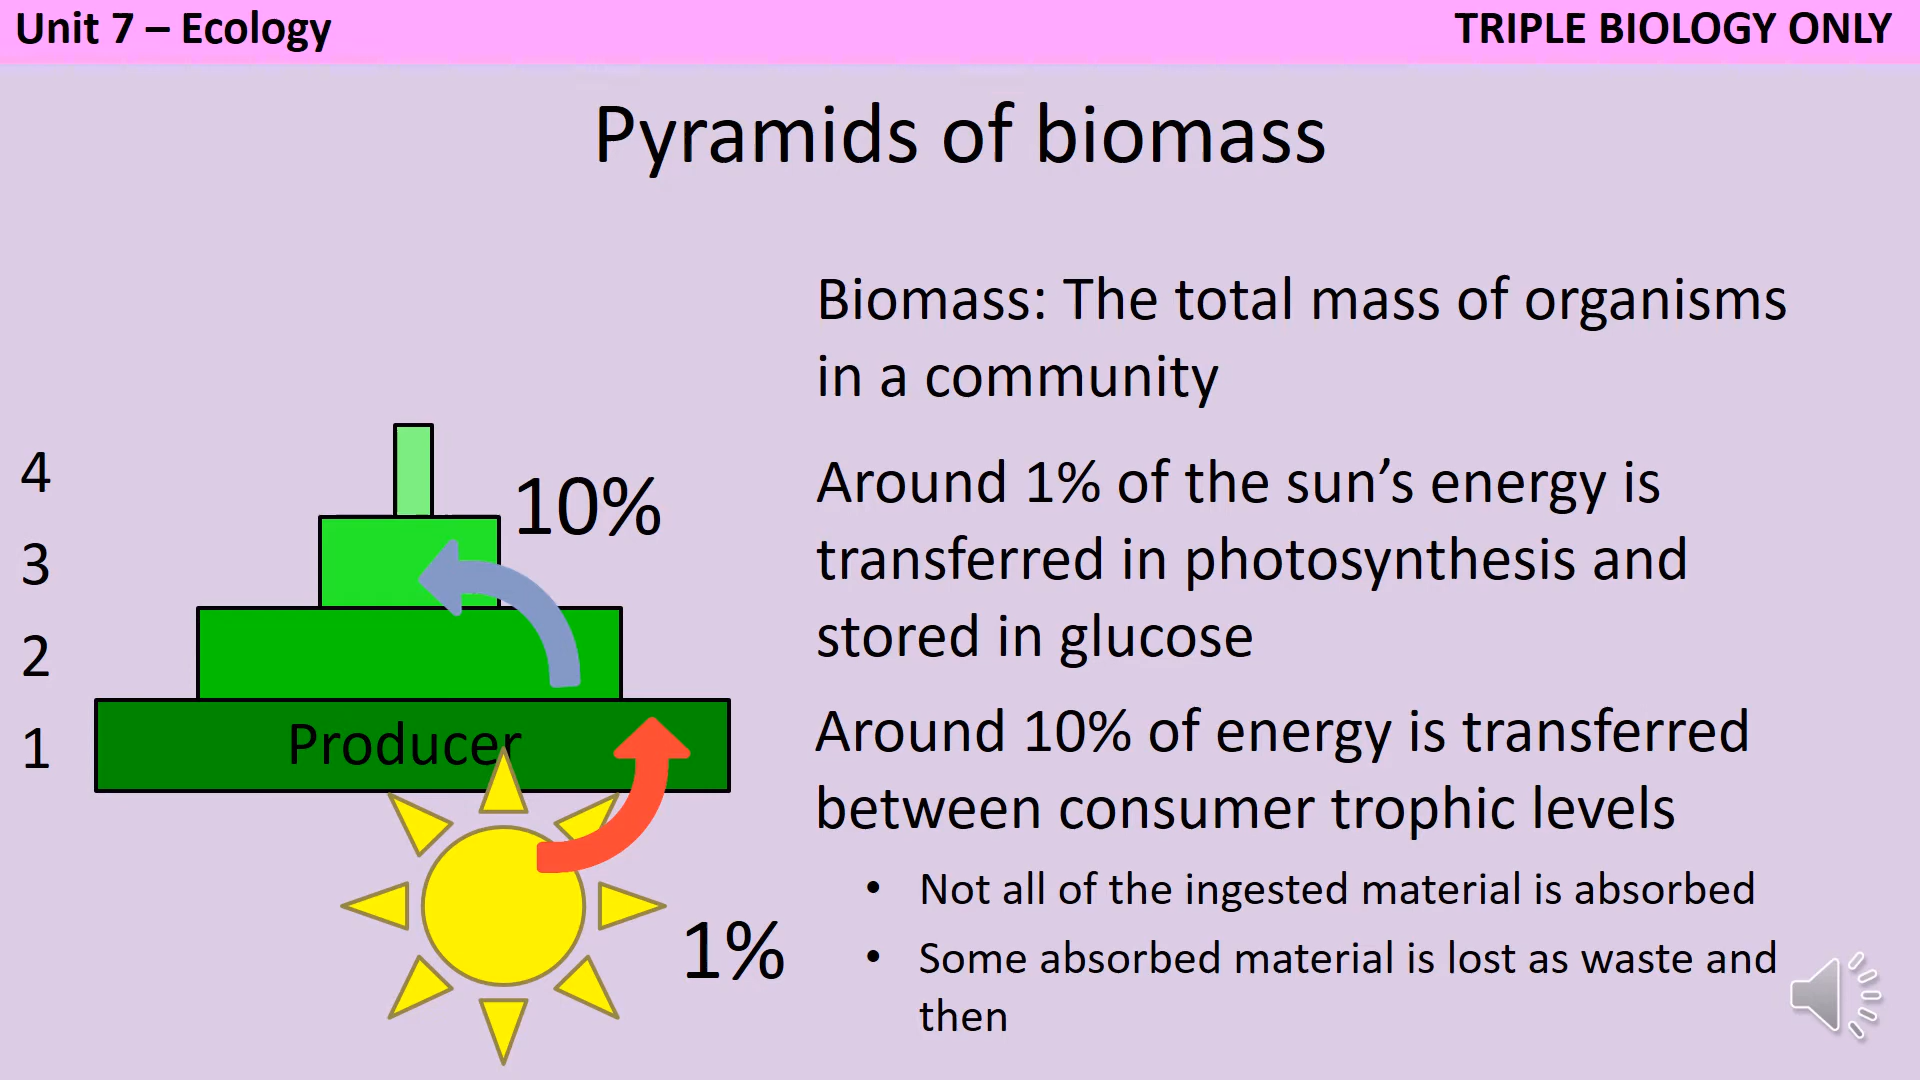 Unit 7 – Ecology
TRIPLE BIOLOGY ONLY
Pyramids of biomass
Biomass: The total mass of organisms
in a community
Around 1% of the sun’s energy is
transferred in photosynthesis and
stored in glucose
Around 10% of energy is transferred
between consumer trophic levels
• Not all of the ingested material is absorbed
• Some absorbed material is lost as waste and
then
4
10%
3
2
1
Producer
1%